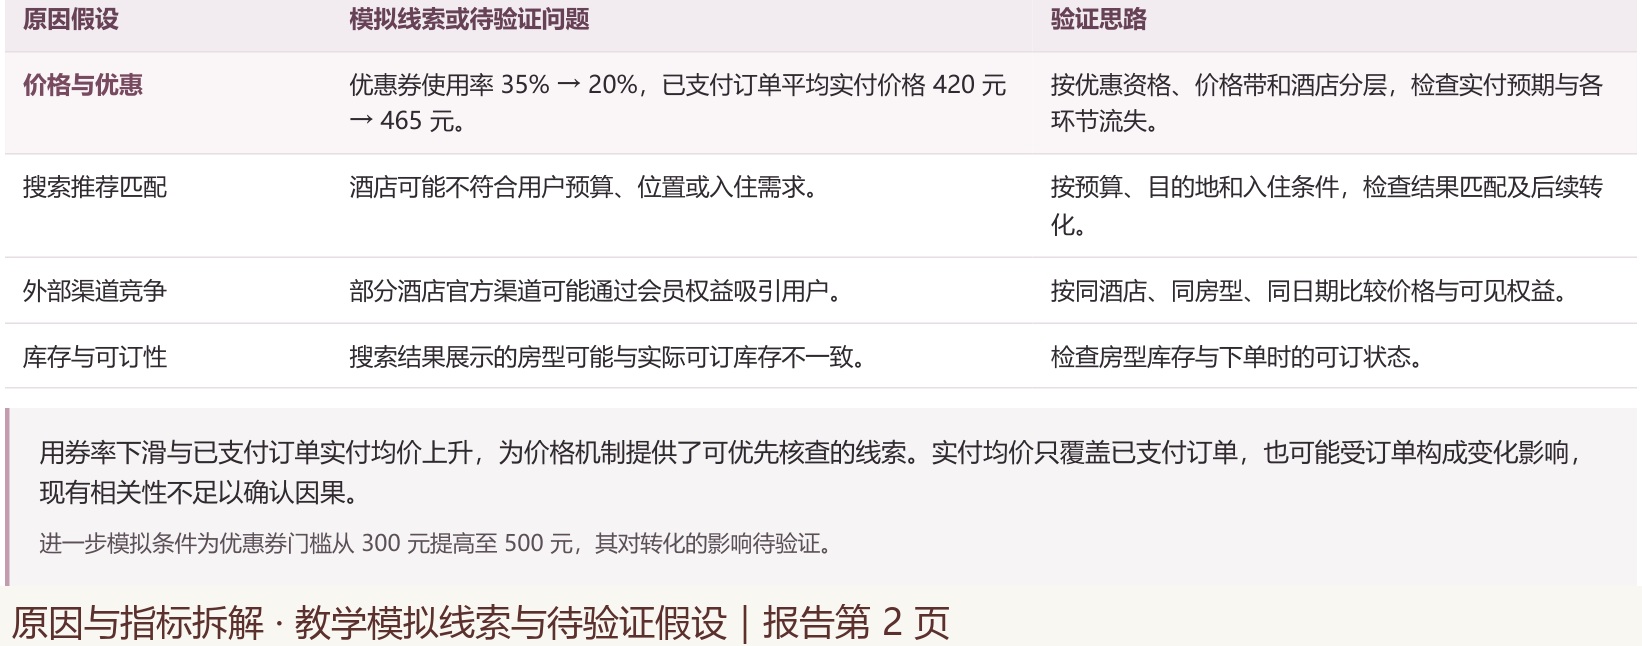 原因假设 模拟线索或待验证问题 验证思路
价格与优惠 优惠券使用率 35% → 20%，已支付订单平均实付价格 420 元 按优惠资格、价格带和酒店分层，检查实付预期与各
→ 465 元。 环节流失。
搜索推荐匹配 酒店可能不符合用户预算、位置或入住需求。 按预算、目的地和入住条件，检查结果匹配及后续转
化。
外部渠道竞争 部分酒店官方渠道可能通过会员权益吸引用户。 按同酒店、同房型、同日期比较价格与可见权益。
库存与可订性 搜索结果展示的房型可能与实际可订库存不一致。 检查房型库存与下单时的可订状态。
用券率下滑与已支付订单实付均价上升，为价格机制提供了可优先核查的线索。实付均价只覆盖已支付订单，也可能受订单构成变化影响，
现有相关性不足以确认因果。
进一步模拟条件为优惠券门槛从 300 元提高至 500 元，其对转化的影响待验证。
原因与指标拆解 · 教学模拟线索与待验证假设 | 报告第 2 页